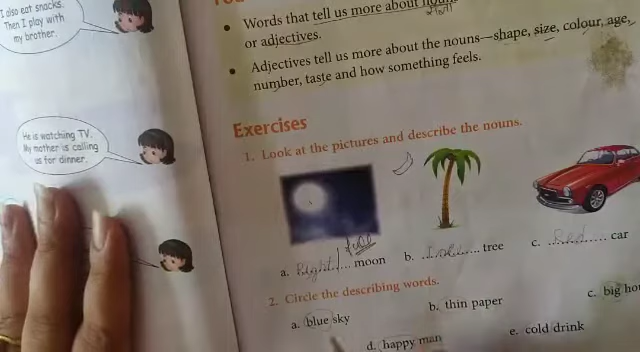 I also eat snacks.
Then I play with
my brother.
Words that tell us more about nouns
or adjectives.
Adjectives tell us more about the nouns—shape, size, colour, age,
number, taste and how something feels.
He is watching TV.
My mother is calling
us for dinner.
Exercises
1. Look at the pictures and describe the nouns.
a. ... moon b. ... tree c. ... car
2. Circle the describing words.
a. blue sky b. thin paper c. big
d. happy man e. cold drink